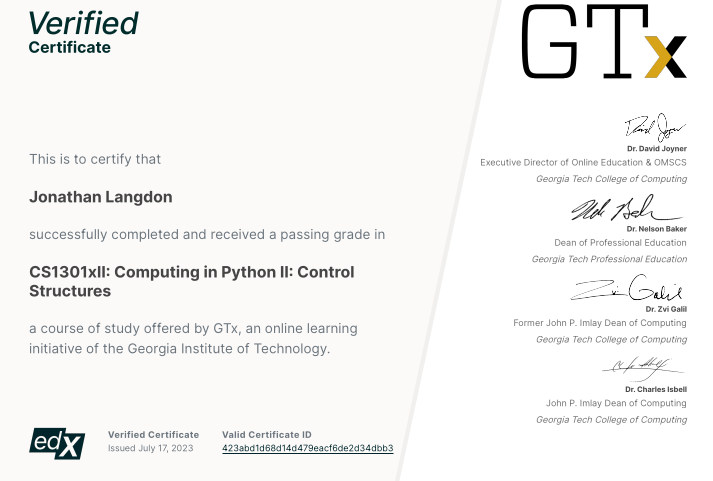 Verified
Certificate
GTx
This is to certify that
Jonathan Langdon
successfully completed and received a passing grade in
CS1301xII: Computing in Python II: Control
Structures
a course of study offered by GTx, an online learning
initiative of the Georgia Institute of Technology.
edX
Verified Certificate
Issued July 17, 2023
Valid Certificate ID
423abd1d68d14d479eacf6de2d34dbb3
Dr. David Joyner
Executive Director of Online Education & OMSCS
Georgia Tech College of Computing
Dr. Nelson Baker
Dean of Professional Education
Georgia Tech Professional Education
Zvi Galil
Dr. Zvi Galil
Former John P. Imlay Dean of Computing
Georgia Tech College of Computing
Dr. Charles Isbell
John P. Imlay Dean of Computing
Georgia Tech College of Computing